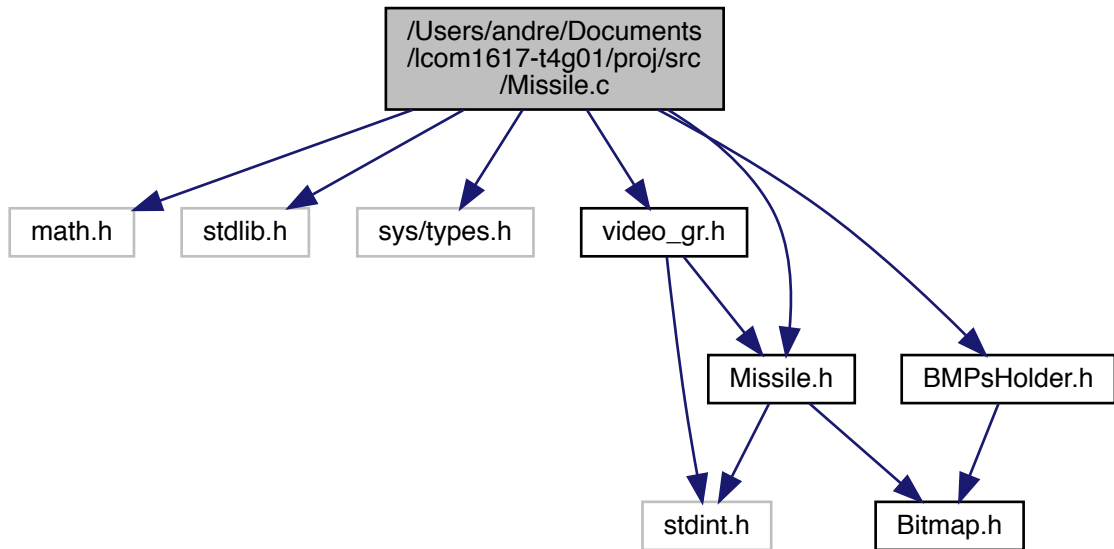 /Users/andre/Documents
/lcom1617-t4g01/proj/src
/Missile.c
math.h
stdlib.h
sys/types.h
video_gr.h
Missile.h
BMPsHolder.h
stdint.h
Bitmap.h